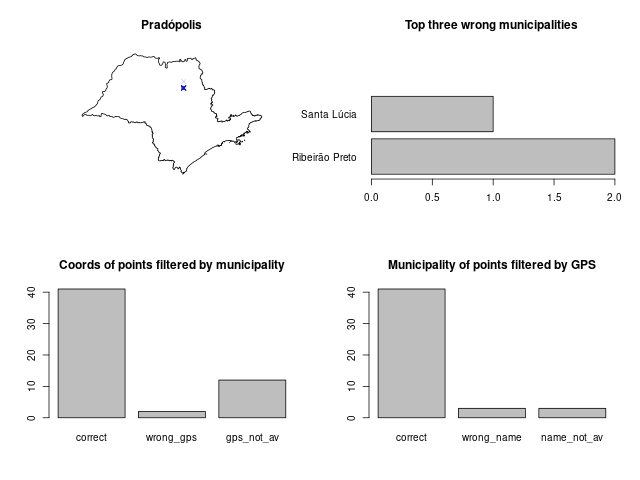 Pradópolis
Top three wrong municipalities
Santa Lúcia
Ribeirão Preto
0.0 0.5 1.0 1.5 2.0
Coords of points filtered by municipality
40
30
20
10
0
correct wrong_gps gps_not_av
Municipality of points filtered by GPS
40
30
20
10
0
correct wrong_name name_not_av